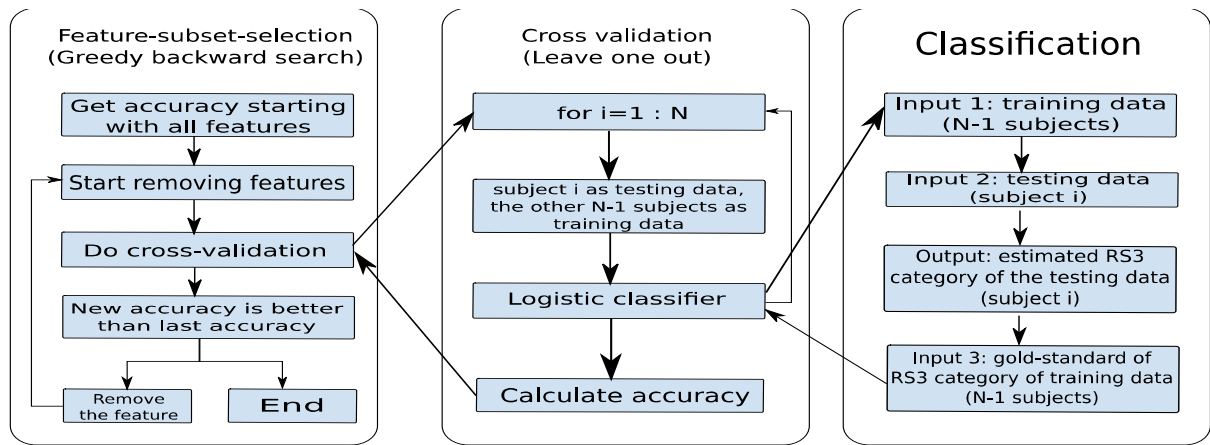 Feature-subset-selection
(Greedy backward search)
Get accuracy starting
with all features
Start removing features
Do cross-validation
New accuracy is better
than last accuracy
Remove
the feature
End
Cross validation
(Leave one out)
for i=1 : N
subject i as testing data,
the other N-1 subjects as
training data
Logistic classifier
Calculate accuracy
Classification
Input 1: training data
(N-1 subjects)
Input 2: testing data
(subject i)
Output: estimated RS3
category of the testing data
(subject i)
Input 3: gold-standard of
RS3 category of training data
(N-1 subjects)